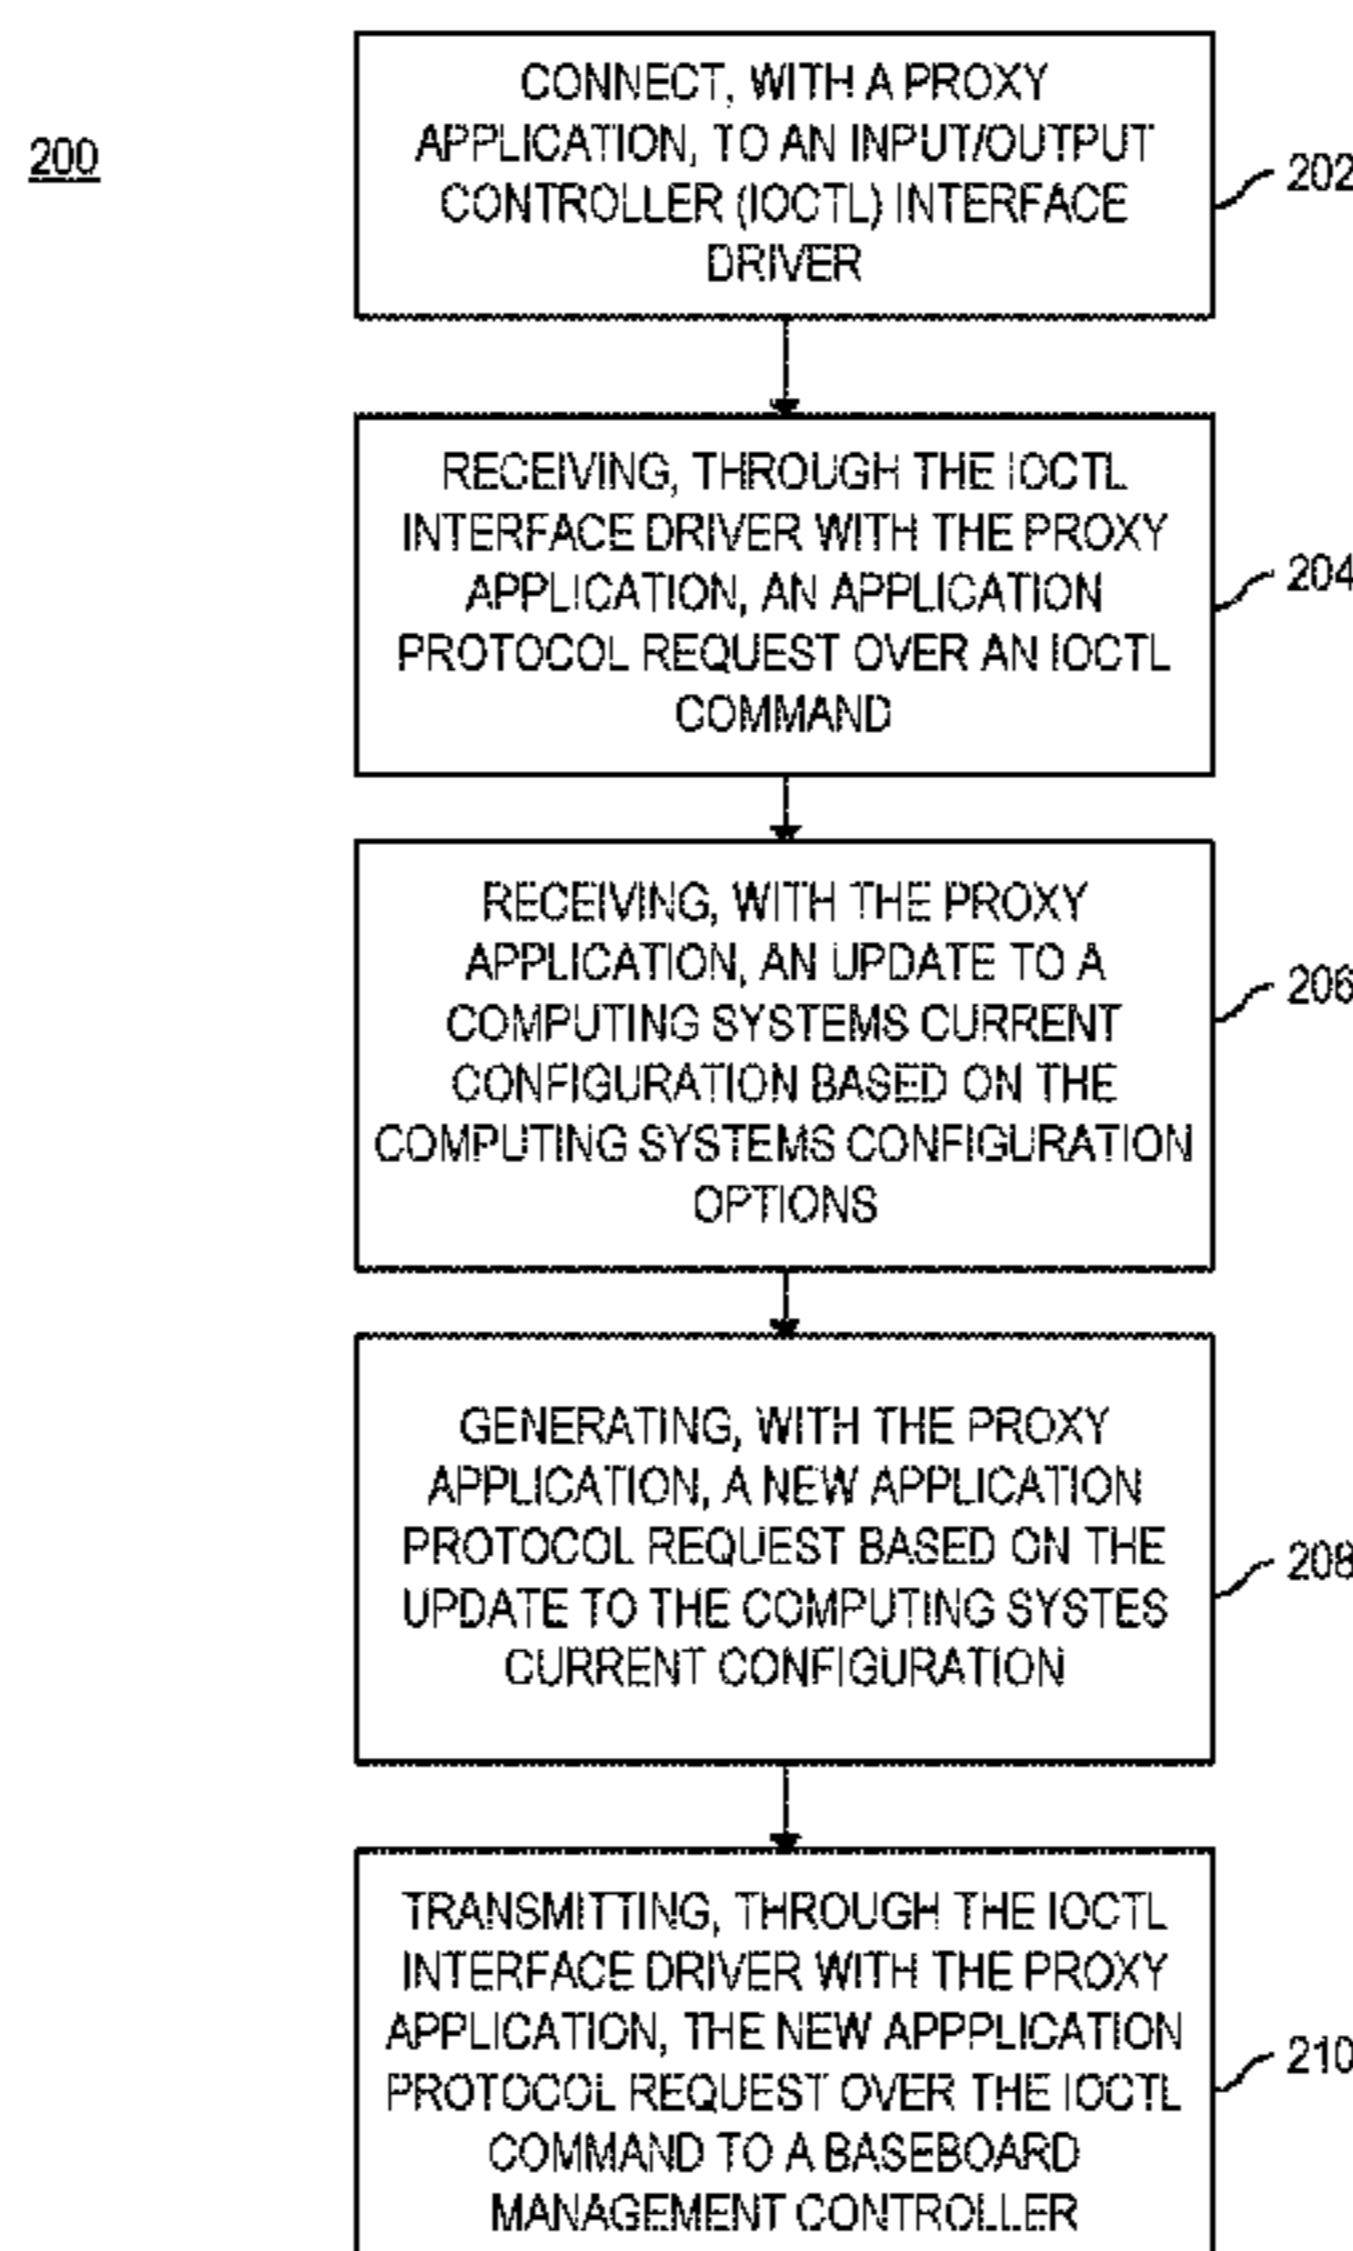 200
CONNECT, WITH A PROXY
APPLICATION, TO AN INPUT/OUTPUT
CONTROLLER (IOCTL) INTERFACE
DRIVER
202
RECEIVING, THROUGH THE IOCTL
INTERFACE DRIVER WITH THE PROXY
APPLICATION, AN APPLICATION
PROTOCOL REQUEST OVER AN IOCTL
COMMAND
204
RECEIVING, WITH THE PROXY
APPLICATION, AN UPDATE TO A
COMPUTING SYSTEMS CURRENT
CONFIGURATION BASED ON THE
COMPUTING SYSTEMS CONFIGURATION
OPTIONS
206
GENERATING, WITH THE PROXY
APPLICATION, A NEW APPLICATION
PROTOCOL REQUEST BASED ON THE
UPDATE TO THE COMPUTING SYSTES
CURRENT CONFIGURATION
208
TRANSMITTING, THROUGH THE IOCTL
INTERFACE DRIVER WITH THE PROXY
APPLICATION, THE NEW APPPLICATION
PROTOCOL REQUEST OVER THE IOCTL
COMMAND TO A BASEBOARD
MANAGEMENT CONTROLLER
210